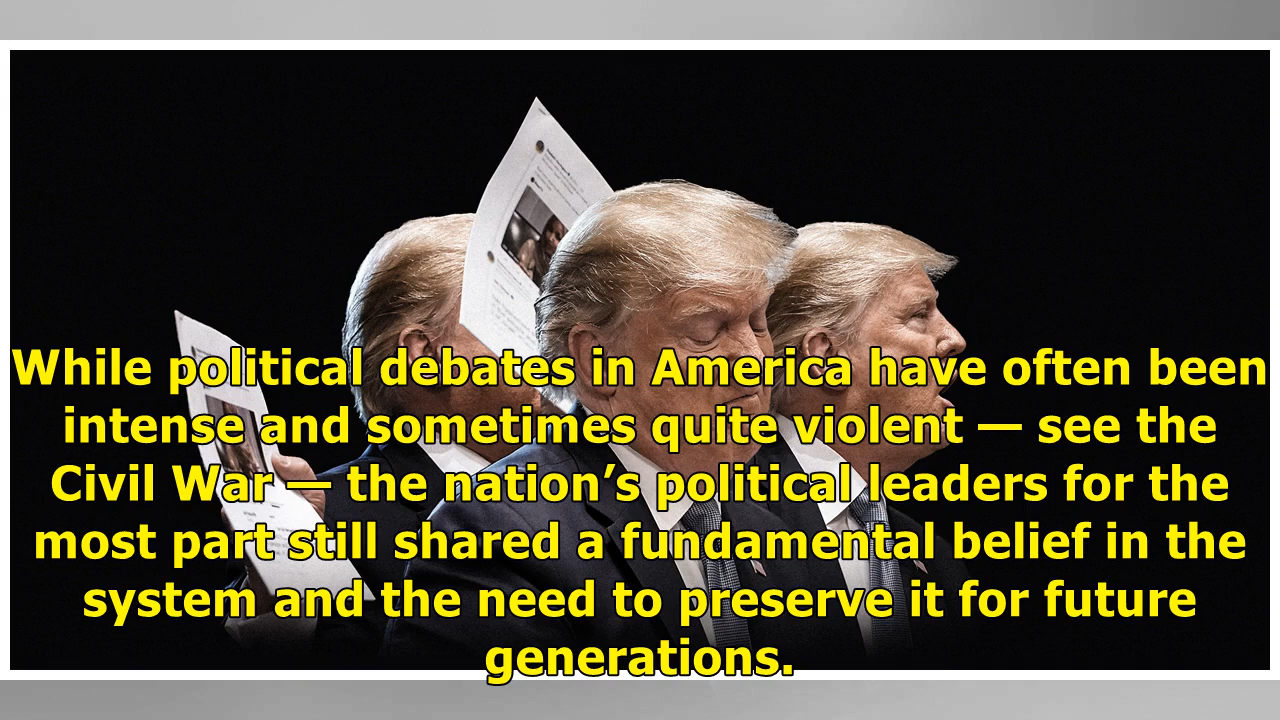 While political debates in America have often been
intense and sometimes quite violent — see the
Civil War — the nation’s political leaders for the
most part still shared a fundamental belief in the
system and the need to preserve it for future
generations.